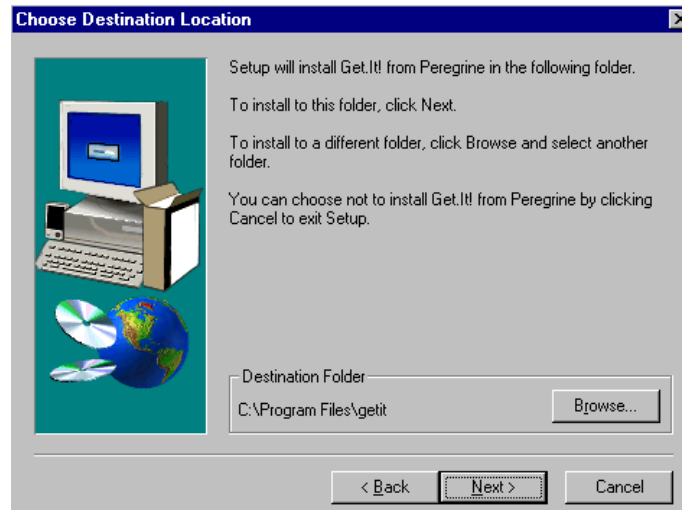 Choose Destination Location
Setup will install Get.It! from Peregrine in the following folder.
To install to this folder, click Next.
To install to a different folder, click Browse and select another
folder.
You can choose not to install Get.It! from Peregrine by clicking
Cancel to exit Setup.
Destination Folder
C:\Program Files\getit
Browse...
< Back
Next >
Cancel